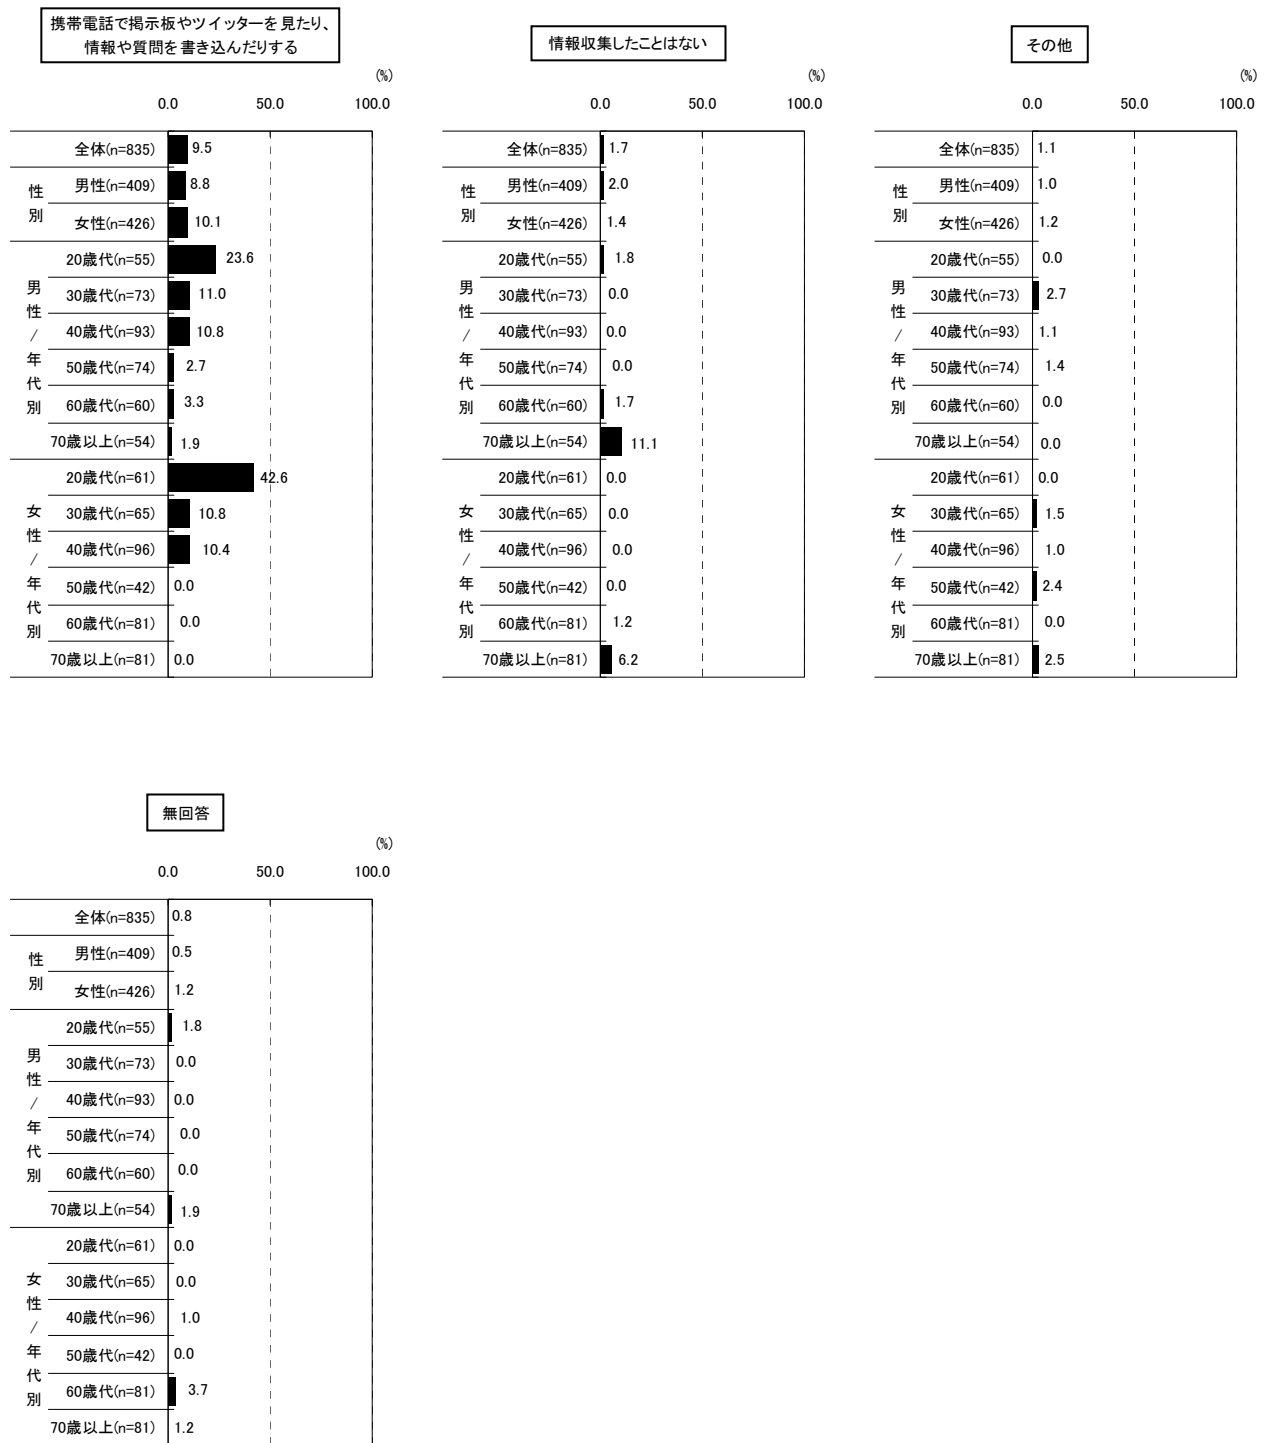 携帯電話で掲示板やツイッターを見たり、
情報や質問を書き込んだりする
(%)
0.0 50.0 100.0
全体(n=835) 9.5
性別
男性(n=409) 8.8
女性(n=426) 10.1
男性/年代別
20歳代(n=55) 23.6
30歳代(n=73) 11.0
40歳代(n=93) 10.8
50歳代(n=74) 2.7
60歳代(n=60) 3.3
70歳以上(n=54) 1.9
女性/年代別
20歳代(n=61) 42.6
30歳代(n=65) 10.8
40歳代(n=96) 10.4
50歳代(n=42) 0.0
60歳代(n=81) 0.0
70歳以上(n=81) 0.0
情報収集したことはない
(%)
0.0 50.0 100.0
全体(n=835) 1.7
性別
男性(n=409) 2.0
女性(n=426) 1.4
男性/年代別
20歳代(n=55) 1.8
30歳代(n=73) 0.0
40歳代(n=93) 0.0
50歳代(n=74) 0.0
60歳代(n=60) 1.7
70歳以上(n=54) 11.1
女性/年代別
20歳代(n=61) 0.0
30歳代(n=65) 0.0
40歳代(n=96) 0.0
50歳代(n=42) 0.0
60歳代(n=81) 1.2
70歳以上(n=81) 6.2
その他
(%)
0.0 50.0 100.0
全体(n=835) 1.1
性別
男性(n=409) 1.0
女性(n=426) 1.2
男性/年代別
20歳代(n=55) 0.0
30歳代(n=73) 2.7
40歳代(n=93) 1.1
50歳代(n=74) 1.4
60歳代(n=60) 0.0
70歳以上(n=54) 0.0
女性/年代別
20歳代(n=61) 0.0
30歳代(n=65) 1.5
40歳代(n=96) 1.0
50歳代(n=42) 2.4
60歳代(n=81) 0.0
70歳以上(n=81) 2.5
無回答
(%)
0.0 50.0 100.0
全体(n=835) 0.8
性別
男性(n=409) 0.5
女性(n=426) 1.2
男性/年代別
20歳代(n=55) 1.8
30歳代(n=73) 0.0
40歳代(n=93) 0.0
50歳代(n=74) 0.0
60歳代(n=60) 0.0
70歳以上(n=54) 1.9
女性/年代別
20歳代(n=61) 0.0
30歳代(n=65) 0.0
40歳代(n=96) 1.0
50歳代(n=42) 0.0
60歳代(n=81) 3.7
70歳以上(n=81) 1.2